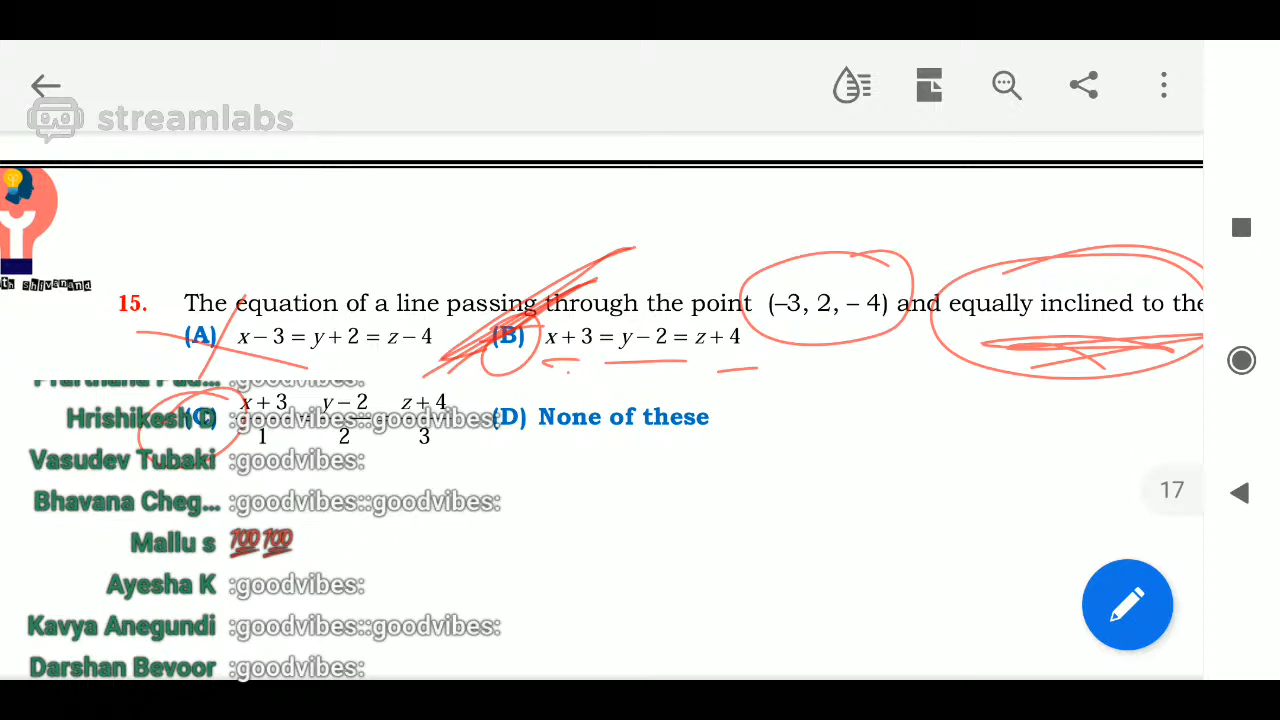 streamlabs
th Shivanand
15. The equation of a line passing through the point (–3, 2, – 4) and equally inclined to the
(A) x – 3 = y + 2 = z – 4 (B) x + 3 = y – 2 = z + 4
(C) x + 3 / 1 = y – 2 / 2 = z + 4 / 3 (D) None of these
Hrishikesh D :goodvibes::goodvibes:
Vasudev Tubaki :goodvibes:
Bhavana Cheg... :goodvibes::goodvibes:
Mallu s 💯💯
Ayesha K :goodvibes:
Kavya Anegundi :goodvibes::goodvibes:
Darshan Bevoor :goodvibes:
17